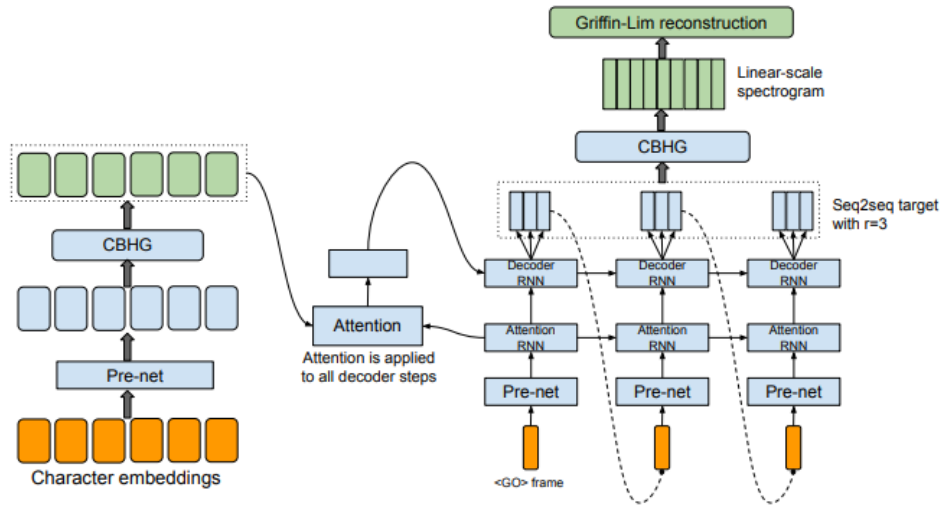 Griffin-Lim reconstruction
Linear-scale
spectrogram
CBHG
Seq2seq target
with r=3
CBHG
Decoder
RNN
Decoder
RNN
Decoder
RNN
Attention
Attention is applied
to all decoder steps
Attention
RNN
Attention
RNN
Attention
RNN
Pre-net
Pre-net
Pre-net
Pre-net
Character embeddings
<GO> frame